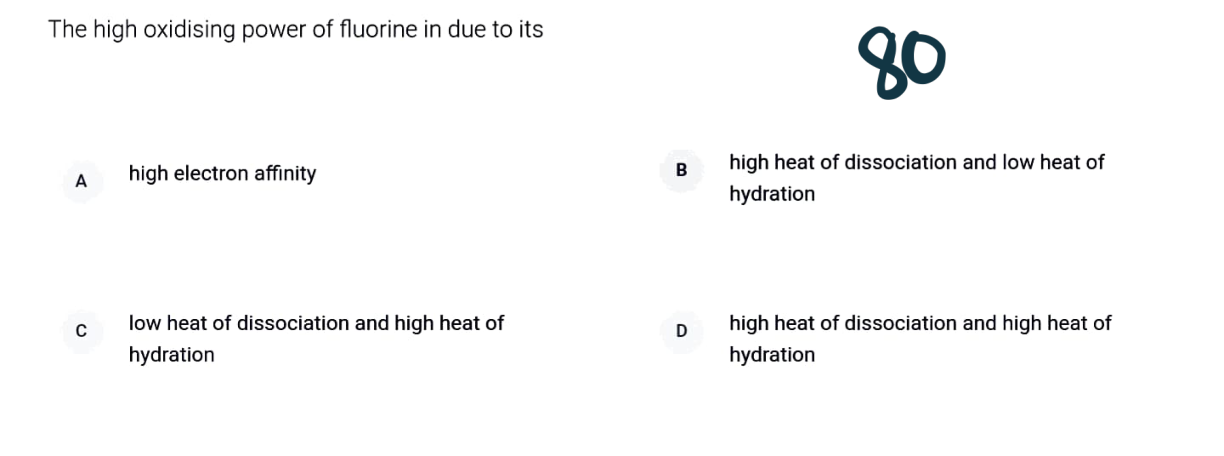 The high oxidising power of fluorine in due to its
80
A
high electron affinity
B
high heat of dissociation and low heat of
hydration
C
low heat of dissociation and high heat of
hydration
D
high heat of dissociation and high heat of
hydration